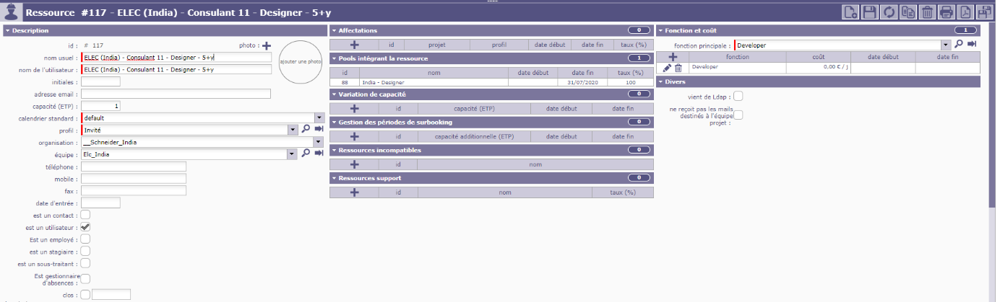 Ressource #117 - ELEC (India) - Consulant 11 - Designer - 5+y
Description
id : # 117 photo :
nom usuel : ELEC (India) - Consulant 11 - Designer - 5+y
ajouter une photo
nom de l'utilisateur : ELEC (India) - Consulant 11 - Designer - 5+y
initiales :
adresse email :
capacité (ETP) : 1
calendrier standard : default
profil : Invité
organisation : __Schneider_India
équipe : Elc_India
téléphone :
mobile :
fax :
date d'entrée :
est un contact :
est un utilisateur :
Est un employé :
est un stagiaire :
est un sous-traitant :
Est gestionnaire
d'absences :
clos :
Affectations 0
id projet profil date début date fin taux (%)
Pools intégrant la ressource 1
id nom date début date fin taux (%)
88 India - Designer 31/07/2020 100
Variation de capacité 0
id capacité (ETP) date début date fin
Gestion des périodes de surbooking 0
id capacité additionnelle (ETP) date début date fin
Ressources incompatibles 0
id nom
Ressources support 0
id nom taux (%)
Fonction et coût 1
fonction principale : Developer
fonction coût date début date fin
Developer 0,00 € / j
Divers
vient de Ldap :
ne reçoit pas les mails
destinés à l'équipe
projet :